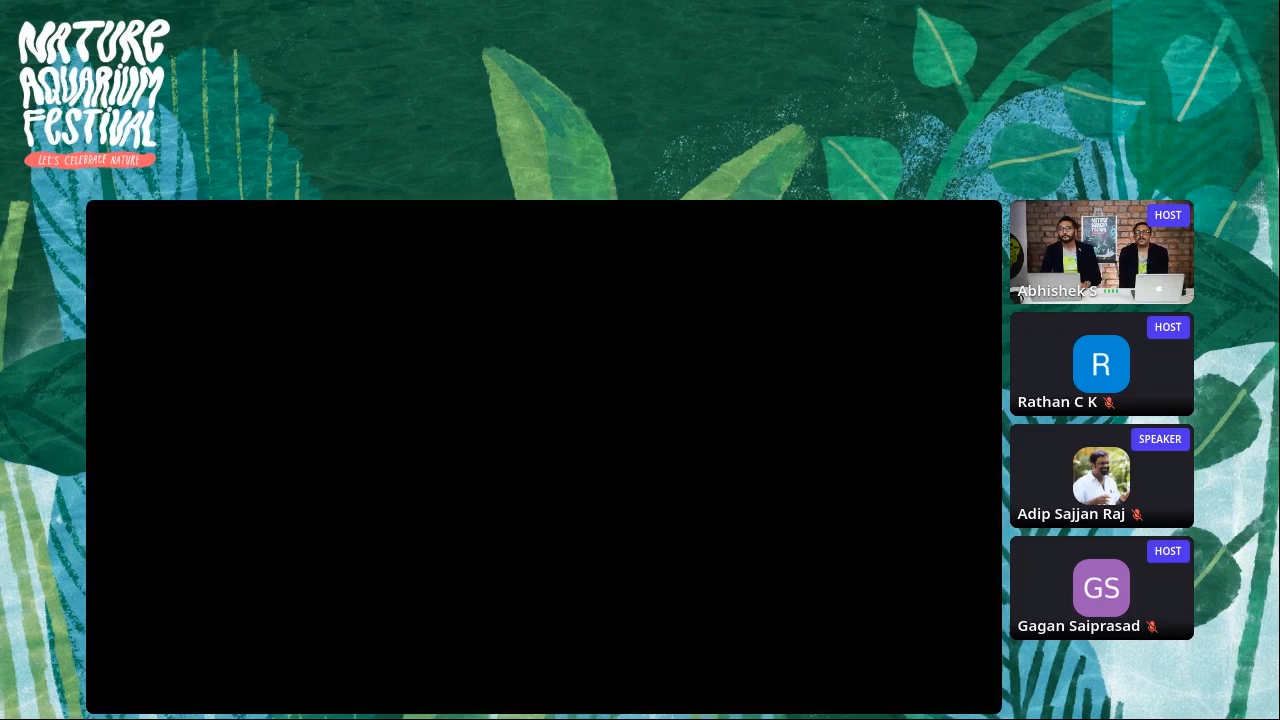 NATURE
AQUARIUM
FESTIVAL
LET'S CELEBRATE NATURE
HOST
Abhishek S
HOST
R
Rathan C K
SPEAKER
Adip Sajjan Raj
HOST
GS
Gagan Saiprasad